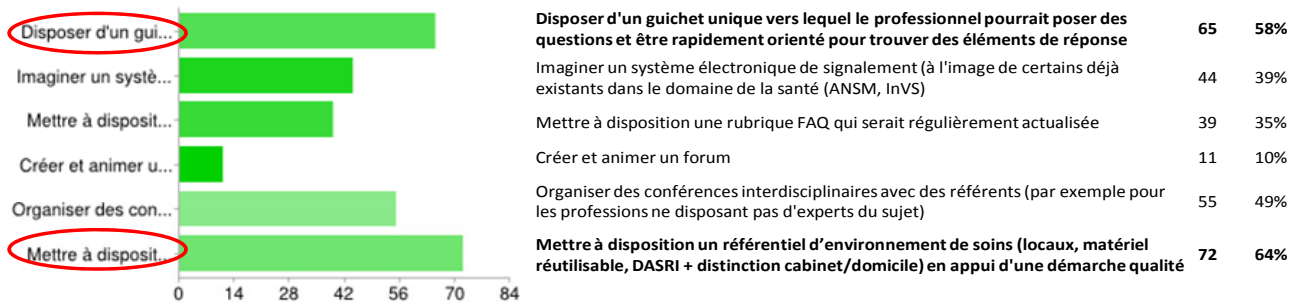 Disposer d'un gui...
Disposer d'un guichet unique vers lequel le professionnel pourrait poser des
questions et être rapidement orienté pour trouver des éléments de réponse
65 58%
Imaginer un systè...
Imaginer un système électronique de signalement (à l'image de certains déjà
existants dans le domaine de la santé (ANSM, InVS)
44 39%
Mettre à disposit...
Mettre à disposition une rubrique FAQ qui serait régulièrement actualisée
39 35%
Créer et animer u...
Créer et animer un forum
11 10%
Organiser des con...
Organiser des conférences interdisciplinaires avec des référents (par exemple pour
les professions ne disposant pas d'experts du sujet)
55 49%
Mettre à disposit...
Mettre à disposition un référentiel d’environnement de soins (locaux, matériel
réutilisable, DASRI + distinction cabinet/domicile) en appui d'une démarche qualité
72 64%
0 14 28 42 56 70 84